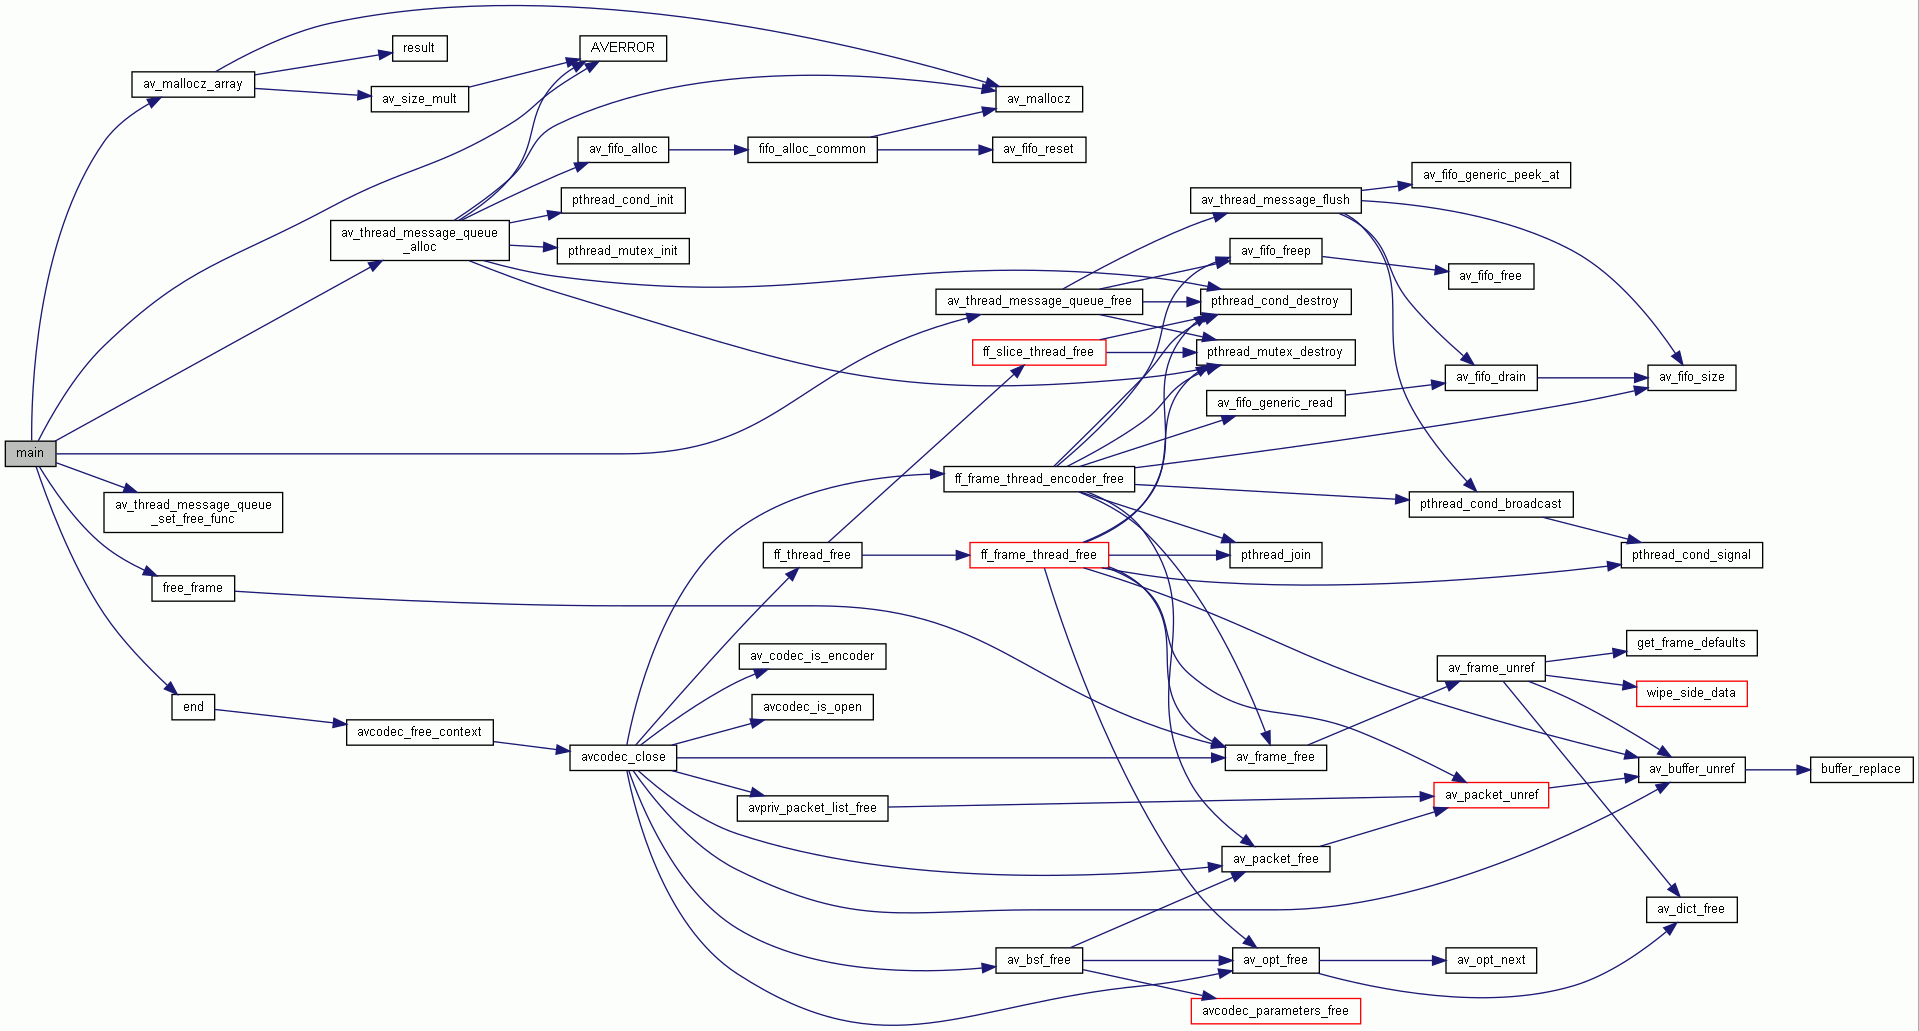 result
AVERROR
av_mallocz_array
av_size_mult
av_mallocz
av_fifo_alloc
fifo_alloc_common
av_fifo_reset
av_fifo_generic_peek_at
pthread_cond_init
av_thread_message_flush
av_thread_message_queue
_alloc
pthread_mutex_init
av_fifo_freep
av_fifo_free
av_thread_message_queue_free
pthread_cond_destroy
ff_slice_thread_free
pthread_mutex_destroy
av_fifo_drain
av_fifo_size
av_fifo_generic_read
main
ff_frame_thread_encoder_free
av_thread_message_queue
_set_free_func
pthread_cond_broadcast
ff_thread_free
ff_frame_thread_free
pthread_join
pthread_cond_signal
free_frame
av_codec_is_encoder
get_frame_defaults
av_frame_unref
wipe_side_data
end
avcodec_is_open
avcodec_free_context
avcodec_close
av_frame_free
av_buffer_unref
buffer_replace
avpriv_packet_list_free
av_packet_unref
av_packet_free
av_dict_free
av_bsf_free
av_opt_free
av_opt_next
avcodec_parameters_free